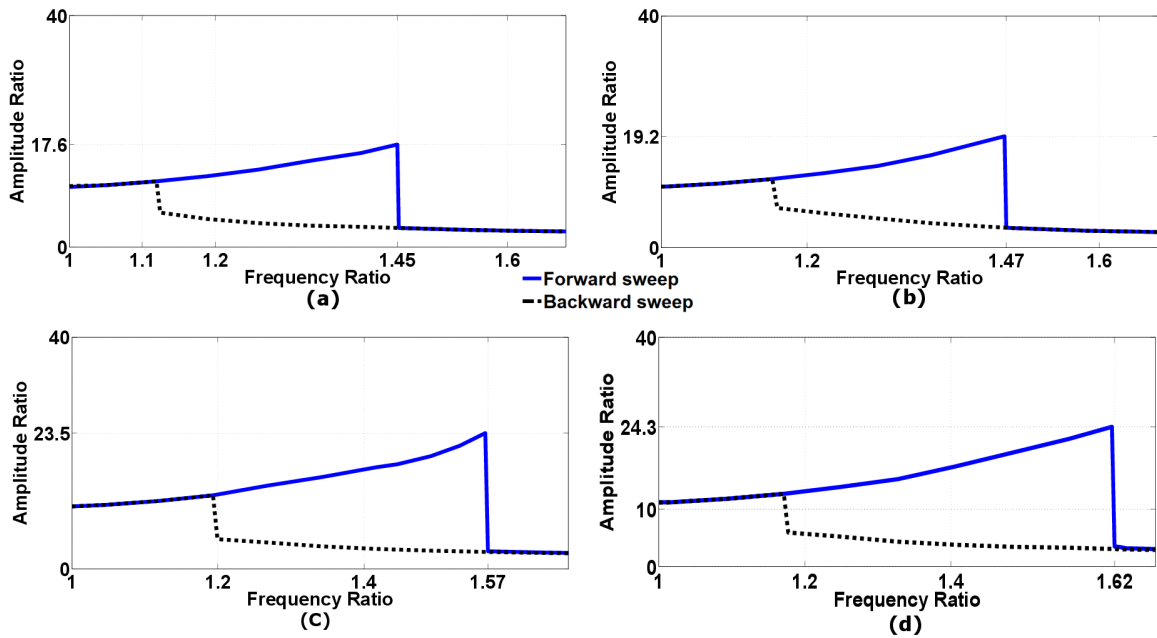 40
Amplitude Ratio
17.6
0
1 1.1 1.2 1.45 1.6
Frequency Ratio
(a)
40
Amplitude Ratio
19.2
0
1 1.2 1.47 1.6
Frequency Ratio
(b)
Forward sweep
Backward sweep
40
Amplitude Ratio
23.5
0
1 1.2 1.4 1.57
Frequency Ratio
(C)
40
Amplitude Ratio
24.3
10
0
1 1.2 1.4 1.62
Frequency Ratio
(d)